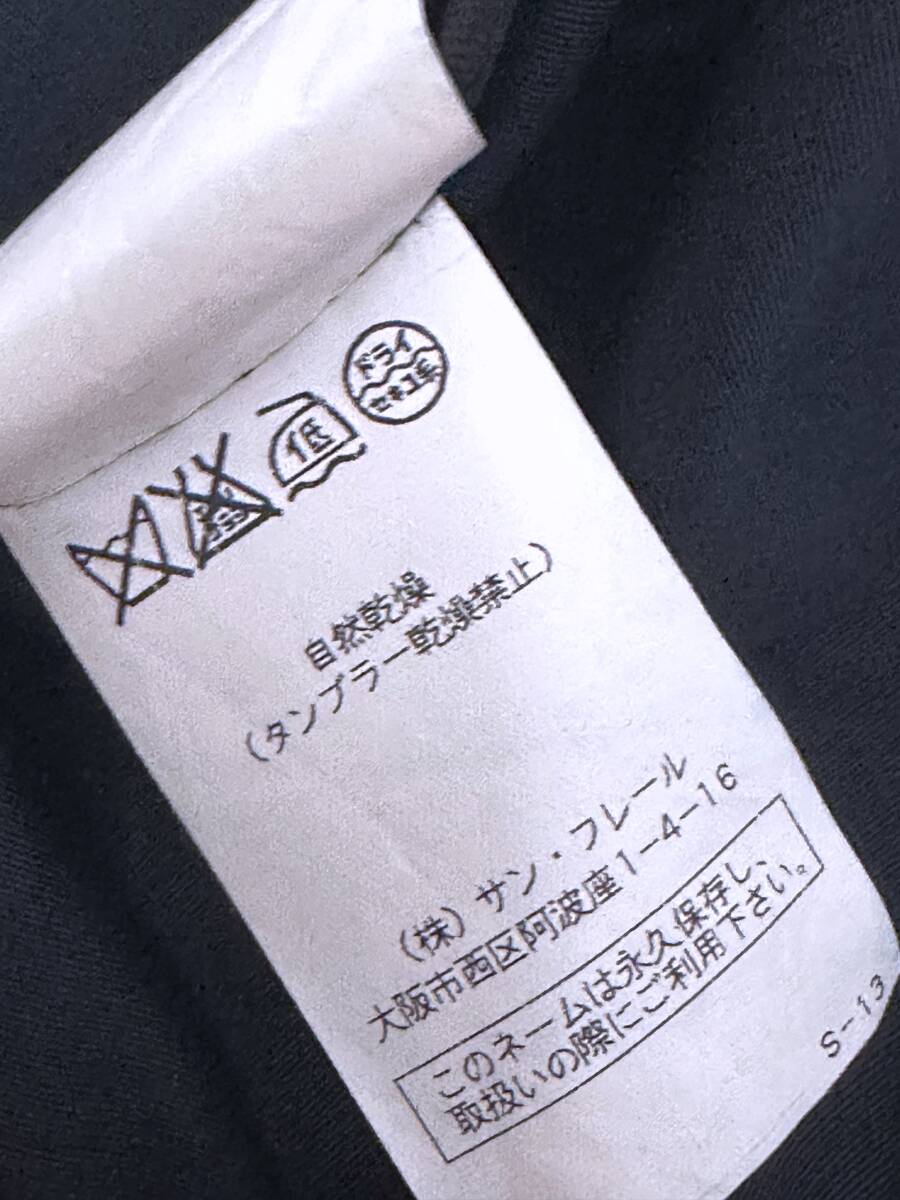 低
ドライ
セキユ系
自然乾燥
(タンブラー乾燥禁止)
(株) サン・フレール
大阪市西区阿波座1-4-16
このネームは永久保存し、
取扱いの際にご利用下さい。
S-13